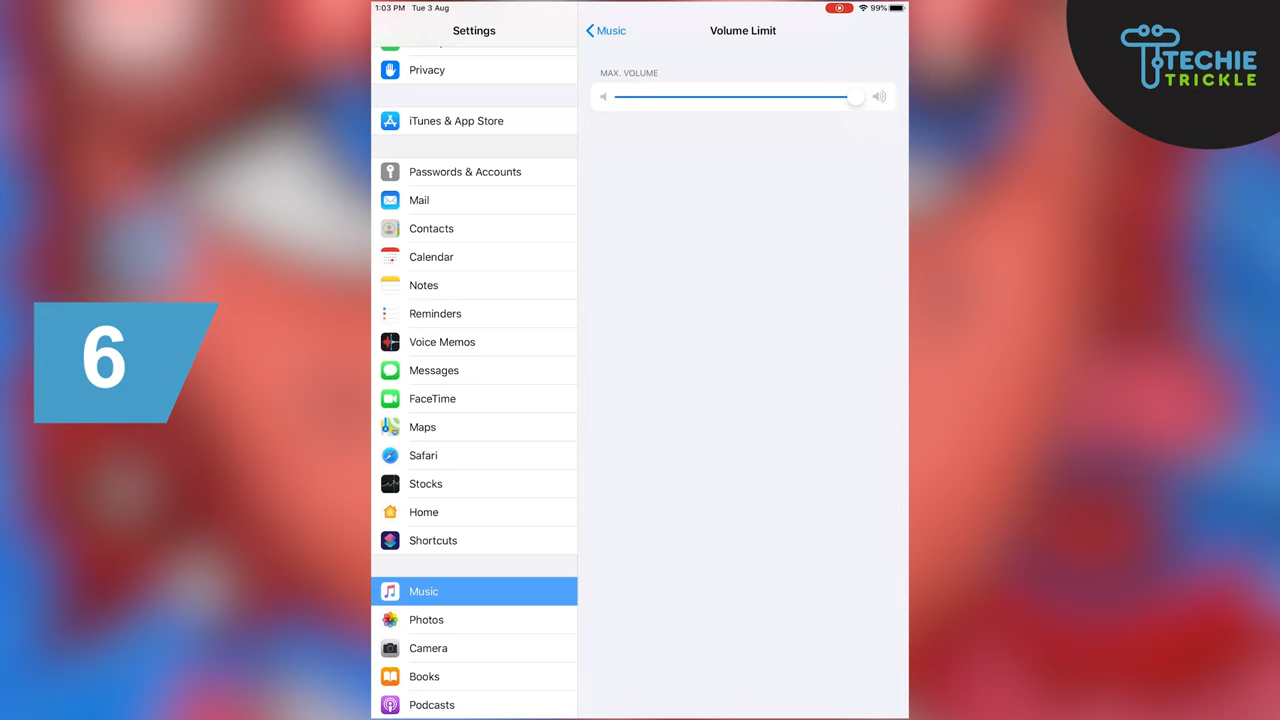 1:03 PM Tue 3 Aug
99%
Settings
Privacy
iTunes & App Store
Passwords & Accounts
Mail
Contacts
Calendar
Notes
Reminders
Voice Memos
Messages
FaceTime
Maps
Safari
Stocks
Home
Shortcuts
Music
Photos
Camera
Books
Podcasts
Music
Volume Limit
MAX. VOLUME
6
TECHIE
TRICKLE